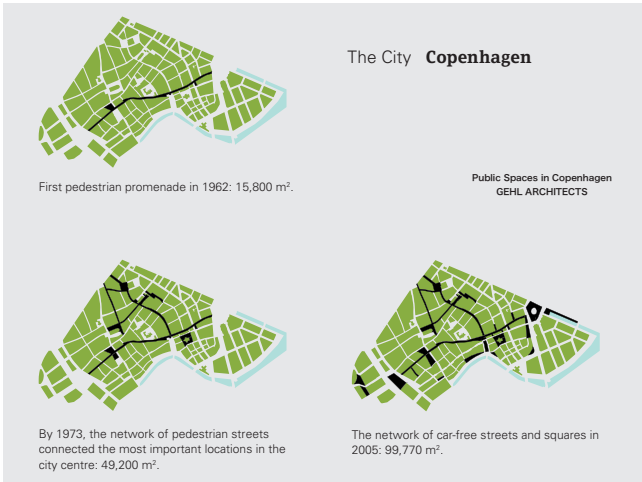 The City Copenhagen
First pedestrian promenade in 1962: 15,800 m².
Public Spaces in Copenhagen
GEHL ARCHITECTS
By 1973, the network of pedestrian streets
connected the most important locations in the
city centre: 49,200 m².
The network of car-free streets and squares in
2005: 99,770 m².